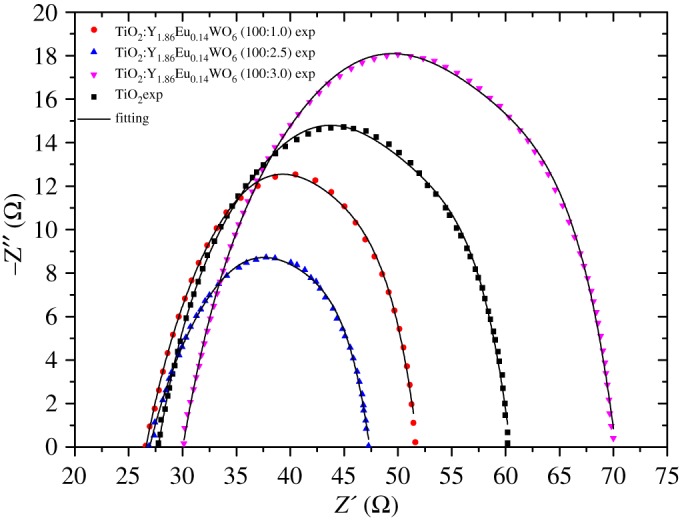 TiO2:Y1.86Eu0.14WO6 (100:1.0) exp
TiO2:Y1.86Eu0.14WO6 (100:2.5) exp
TiO2:Y1.86Eu0.14WO6 (100:3.0) exp
TiO2exp
fitting
20
18
16
14
12
10
8
6
4
2
0
−Z″ (Ω)
20 25 30 35 40 45 50 55 60 65 70 75
Z′ (Ω)